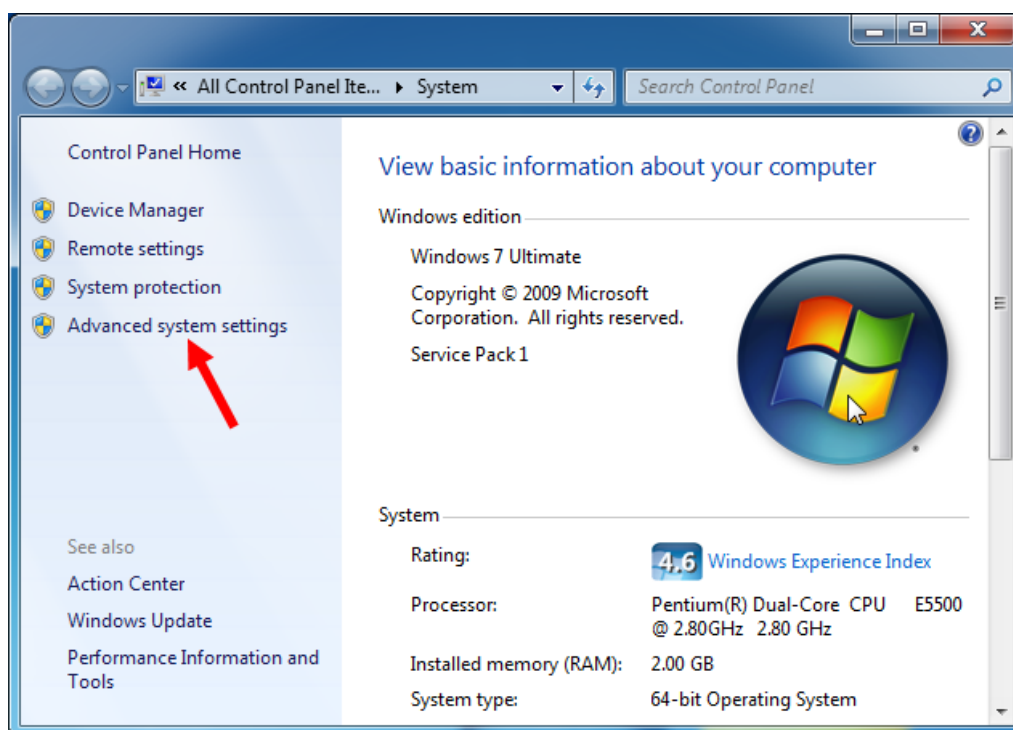 « All Control Panel Ite... ▸ System
Search Control Panel
Control Panel Home
Device Manager
Remote settings
System protection
Advanced system settings
See also
Action Center
Windows Update
Performance Information and
Tools
View basic information about your computer
Windows edition
Windows 7 Ultimate
Copyright © 2009 Microsoft
Corporation. All rights reserved.
Service Pack 1
System
Rating:
4,6 Windows Experience Index
Processor:
Pentium(R) Dual-Core CPU E5500
@ 2.80GHz 2.80 GHz
Installed memory (RAM):
2.00 GB
System type:
64-bit Operating System